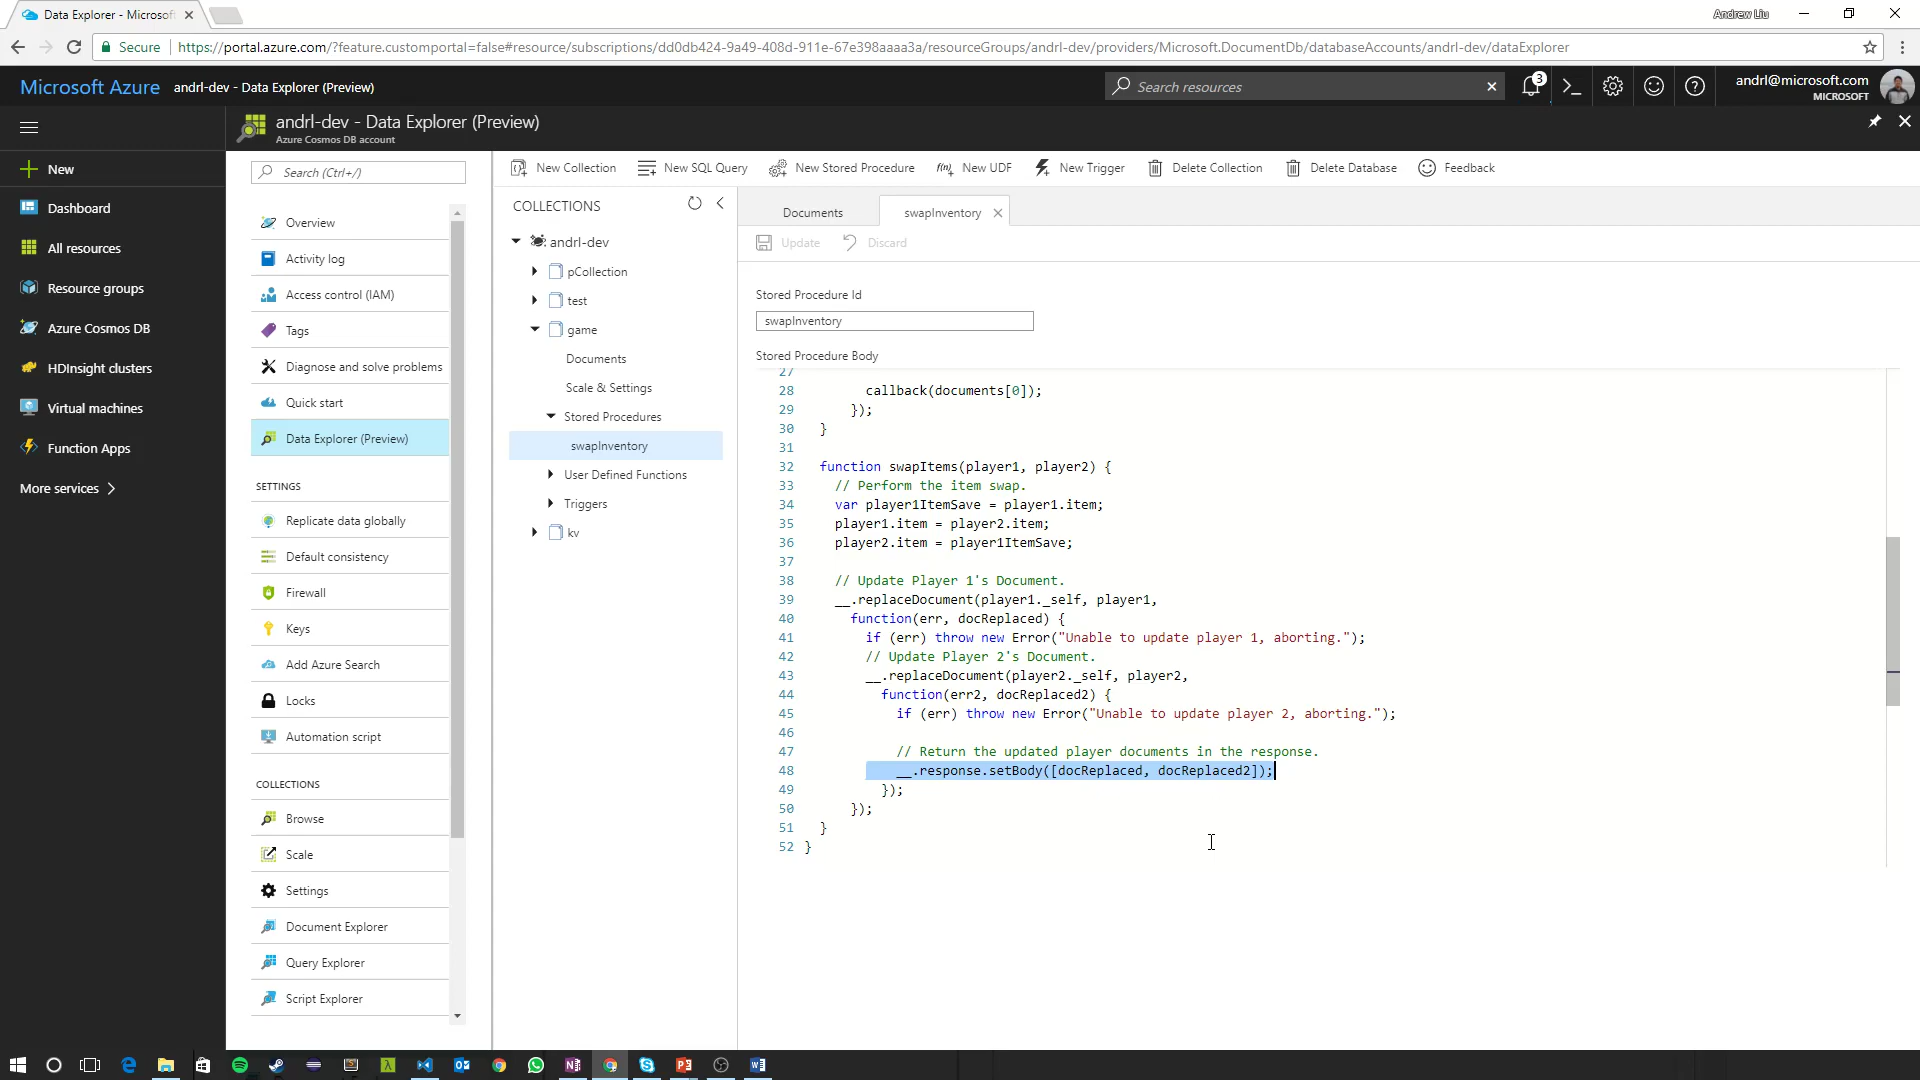 Data Explorer - Microsof
Andrew Liu
Secure
https://portal.azure.com/?feature.customportal=false#resource/subscriptions/dd0db424-9a49-408d-911e-67e398aaaa3a/resourceGroups/andrl-dev/providers/Microsoft.DocumentDb/databaseAccounts/andrl-dev/dataExplorer
Microsoft Azure
andrl-dev - Data Explorer (Preview)
Search resources
3
andrl@microsoft.com
MICROSOFT
andrl-dev - Data Explorer (Preview)
Azure Cosmos DB account
New
Dashboard
All resources
Resource groups
Azure Cosmos DB
HDInsight clusters
Virtual machines
Function Apps
More services
Search (Ctrl+/)
Overview
Activity log
Access control (IAM)
Tags
Diagnose and solve problems
Quick start
Data Explorer (Preview)
SETTINGS
Replicate data globally
Default consistency
Firewall
Keys
Add Azure Search
Locks
Automation script
COLLECTIONS
Browse
Scale
Settings
Document Explorer
Query Explorer
Script Explorer
New Collection
New SQL Query
New Stored Procedure
New UDF
New Trigger
Delete Collection
Delete Database
Feedback
COLLECTIONS
andrl-dev
pCollection
test
game
Documents
Scale & Settings
Stored Procedures
swapInventory
User Defined Functions
Triggers
kv
Documents
swapInventory
Update
Discard
Stored Procedure Id
swapInventory
Stored Procedure Body
27
28 callback(documents[0]);
29 });
30 }
31
32 function swapItems(player1, player2) {
33 // Perform the item swap.
34 var player1ItemSave = player1.item;
35 player1.item = player2.item;
36 player2.item = player1ItemSave;
37
38 // Update Player 1's Document.
39 __.replaceDocument(player1._self, player1,
40 function(err, docReplaced) {
41 if (err) throw new Error("Unable to update player 1, aborting.");
42 // Update Player 2's Document.
43 __.replaceDocument(player2._self, player2,
44 function(err2, docReplaced2) {
45 if (err) throw new Error("Unable to update player 2, aborting.");
46
47 // Return the updated player documents in the response.
48 __.response.setBody([docReplaced, docReplaced2]);
49 });
50 });
51 }
52 }